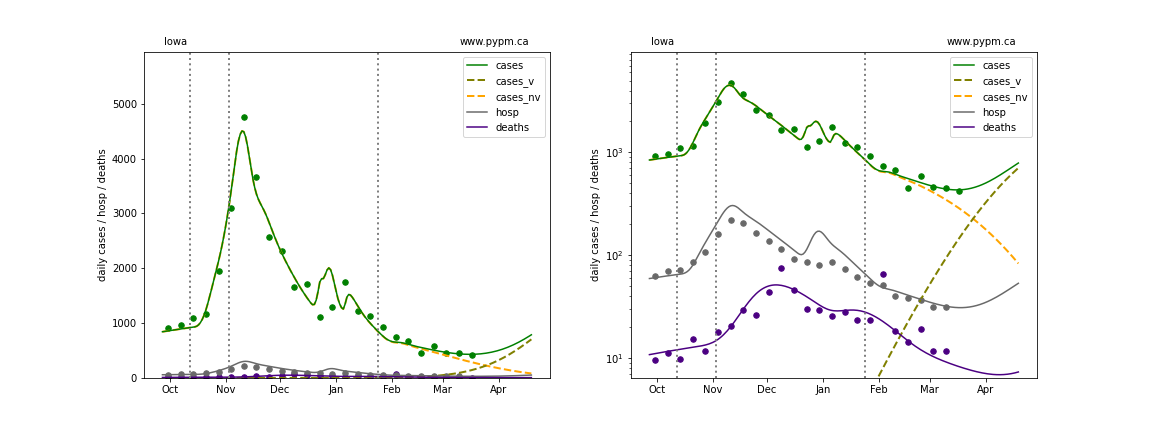 Iowa
www.pypm.ca
daily cases / hosp / deaths
5000
4000
3000
2000
1000
0
cases
cases_v
cases_nv
hosp
deaths
Oct Nov Dec Jan Feb Mar Apr
Iowa
www.pypm.ca
daily cases / hosp / deaths
10³
10²
10¹
cases
cases_v
cases_nv
hosp
deaths
Oct Nov Dec Jan Feb Mar Apr